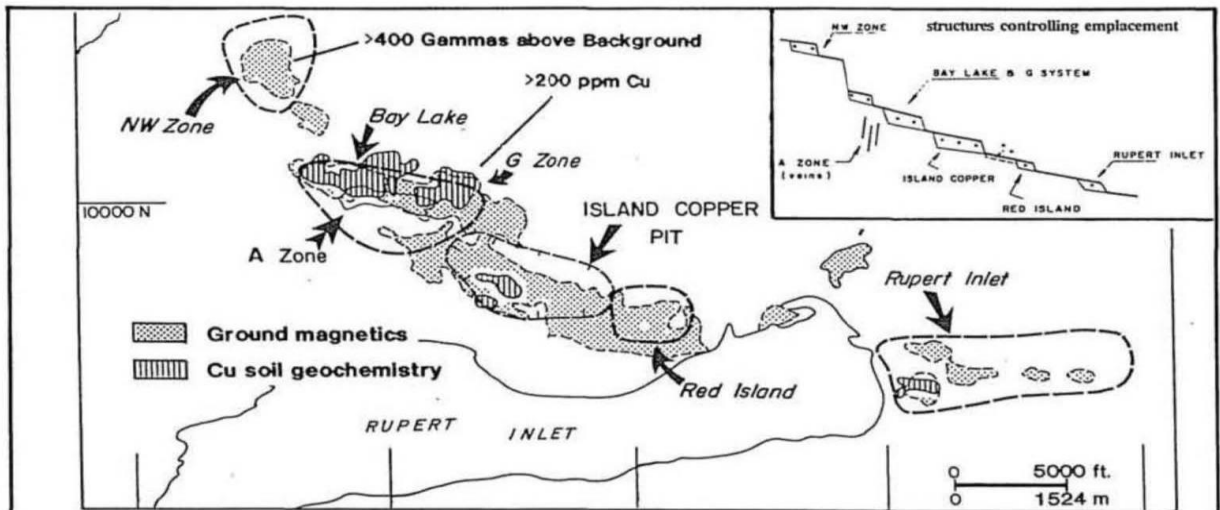 >400 Gammas above Background
>200 ppm Cu
NW Zone
Bay Lake
G Zone
10000 N
A Zone
ISLAND COPPER
PIT
Rupert Inlet
Ground magnetics
Cu soil geochemistry
Red Island
RUPERT INLET
0 5000 ft.
0 1524 m
structures controlling emplacement
NW ZONE
BAY LAKE & G SYSTEM
A ZONE
(veins)
ISLAND COPPER
RUPERT INLET
RED ISLAND